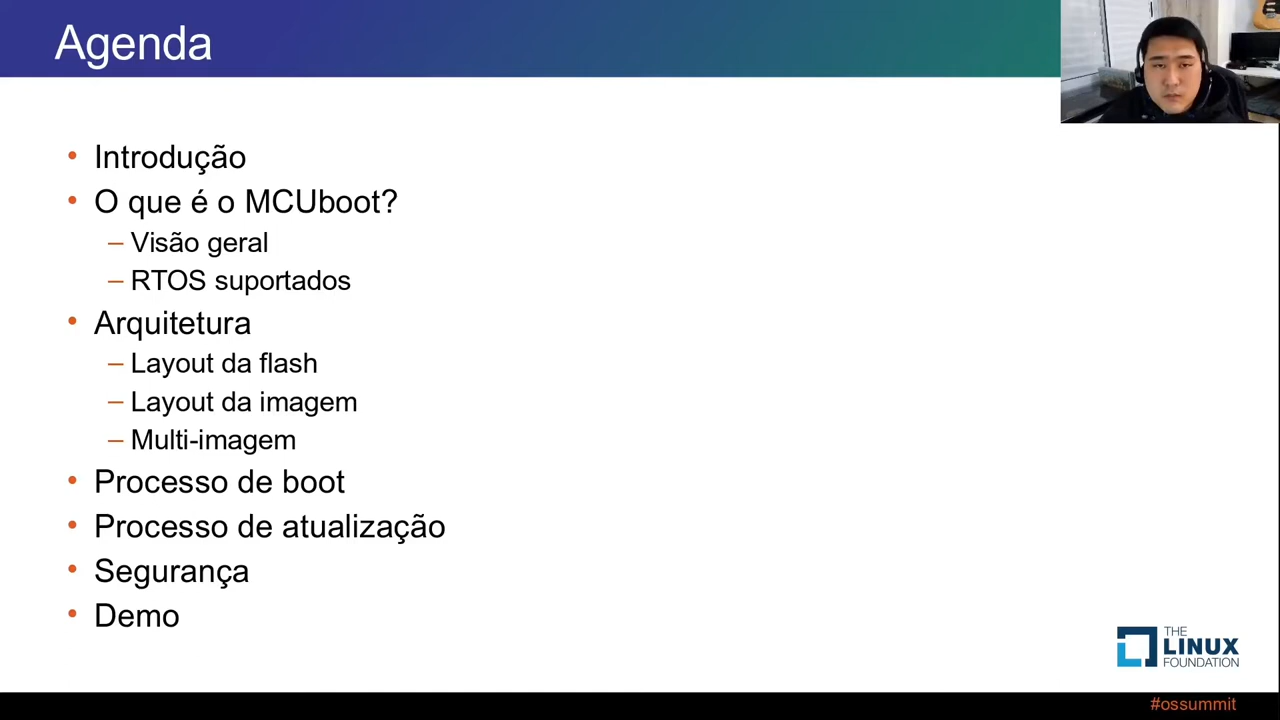 Agenda
• Introdução
• O que é o MCUboot?
– Visão geral
– RTOS suportados
• Arquitetura
– Layout da flash
– Layout da imagem
– Multi-imagem
• Processo de boot
• Processo de atualização
• Segurança
• Demo
THE
LINUX
FOUNDATION
#ossummit